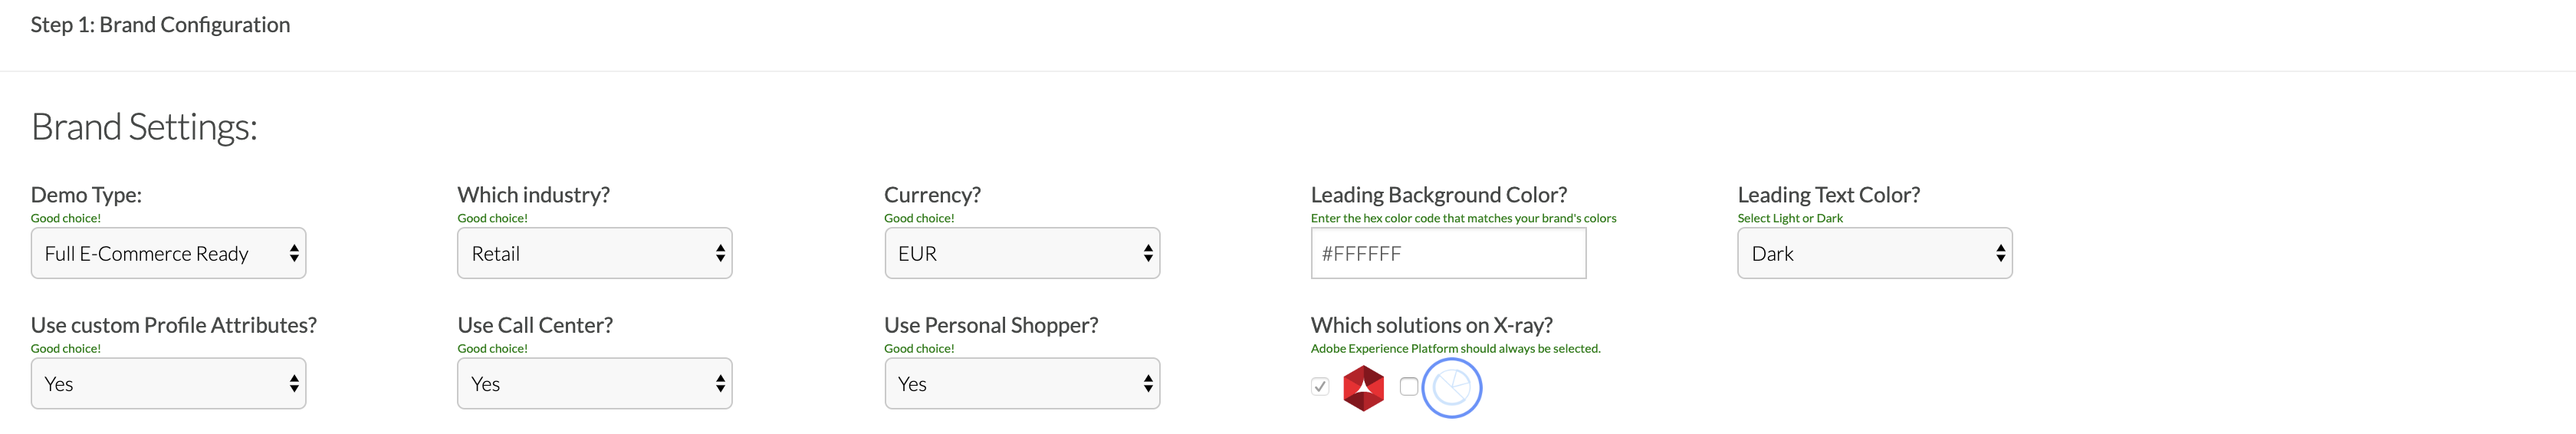 Step 1: Brand Configuration
Brand Settings:
Demo Type:
Good choice!
Full E-Commerce Ready
Which industry?
Good choice!
Retail
Currency?
Good choice!
EUR
Leading Background Color?
Enter the hex color code that matches your brand's colors
#FFFFFF
Leading Text Color?
Select Light or Dark
Dark
Use custom Profile Attributes?
Good choice!
Yes
Use Call Center?
Good choice!
Yes
Use Personal Shopper?
Good choice!
Yes
Which solutions on X-ray?
Adobe Experience Platform should always be selected.